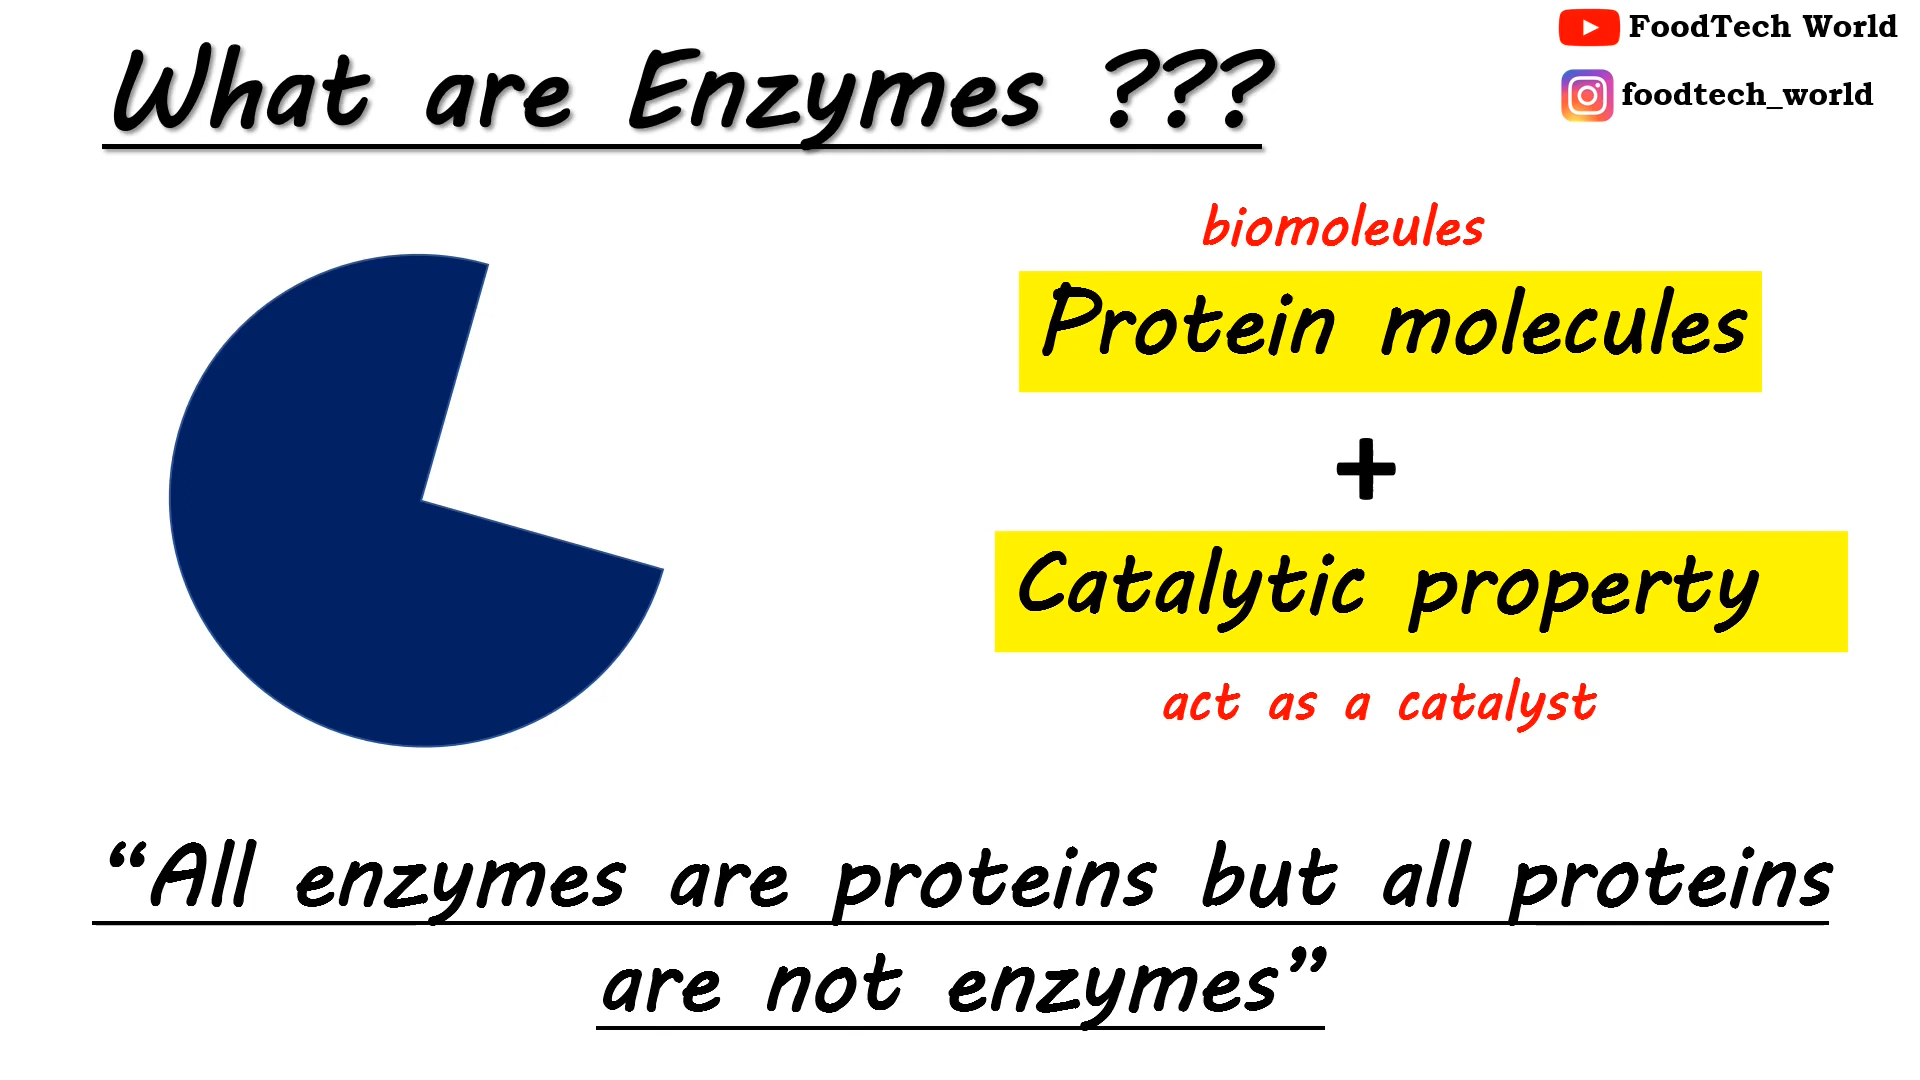 What are Enzymes ???
FoodTech World
foodtech_world
biomoleules
Protein molecules
+
Catalytic property
act as a catalyst
“All enzymes are proteins but all proteins
are not enzymes”